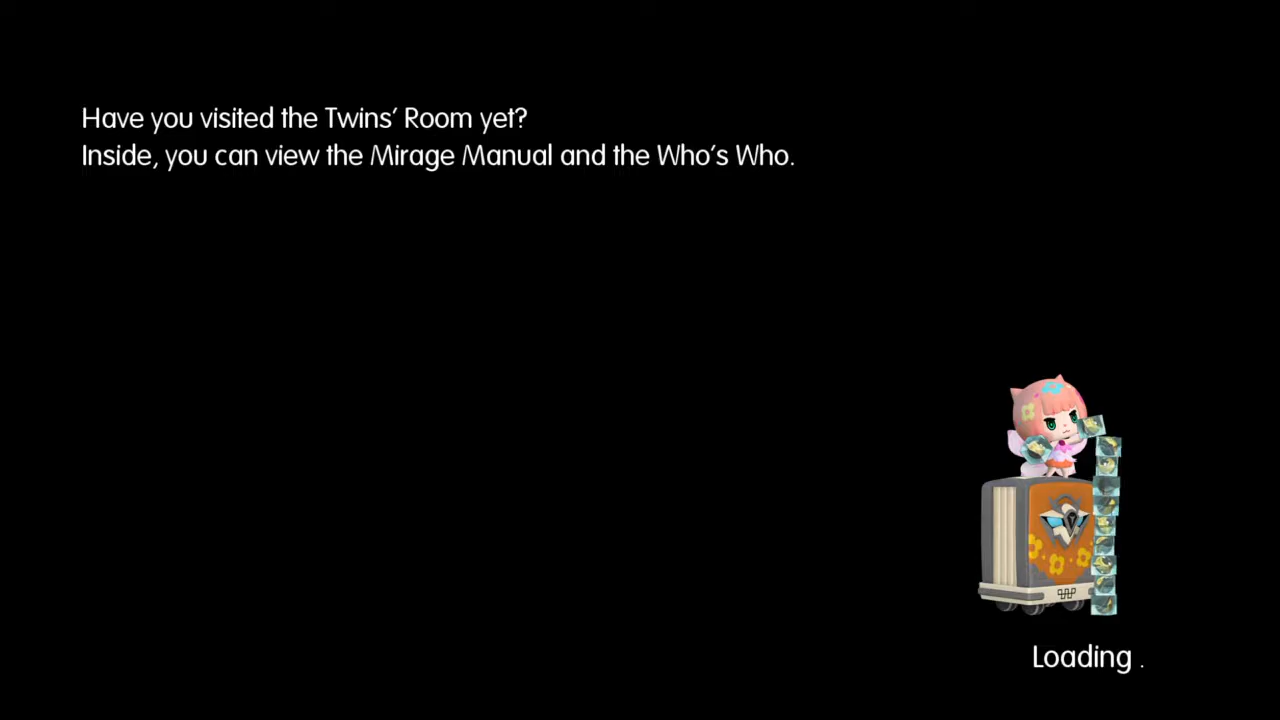 Have you visited the Twins' Room yet?
Inside, you can view the Mirage Manual and the Who's Who.
Loading .